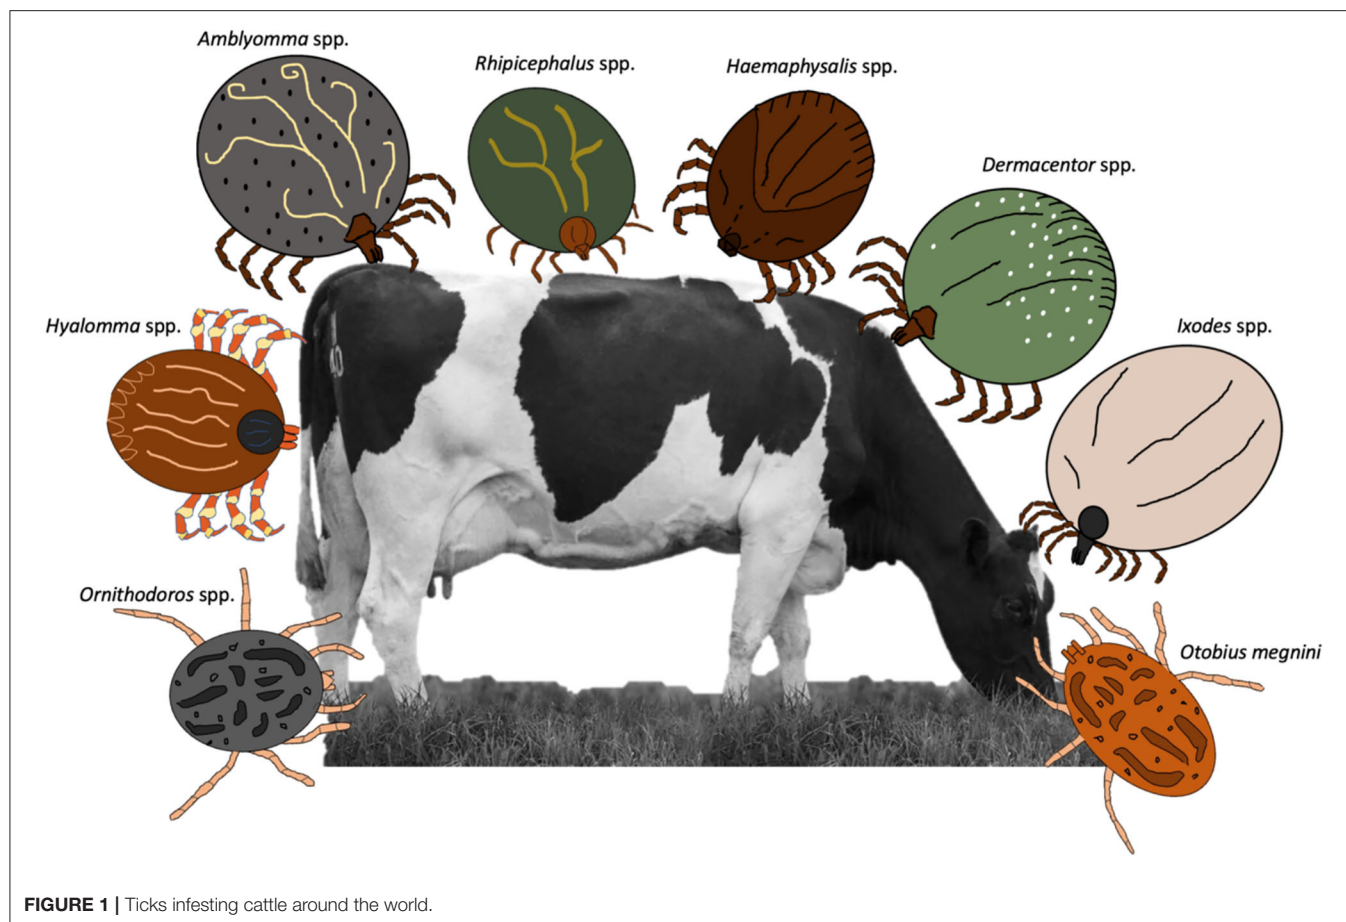 Amblyomma spp.
Rhipicephalus spp.
Haemaphysalis spp.
Dermacentor spp.
Hyalomma spp.
Ixodes spp.
Ornithodoros spp.
Otobius megnini
FIGURE 1 | Ticks infesting cattle around the world.